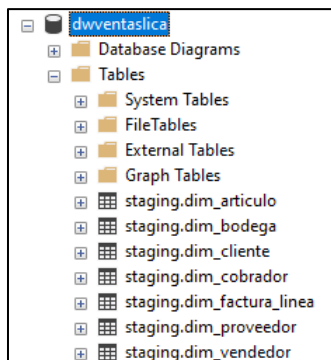 dwventaslica
Database Diagrams
Tables
System Tables
FileTables
External Tables
Graph Tables
staging.dim_articulo
staging.dim_bodega
staging.dim_cliente
staging.dim_cobrador
staging.dim_factura_linea
staging.dim_proveedor
staging.dim_vendedor